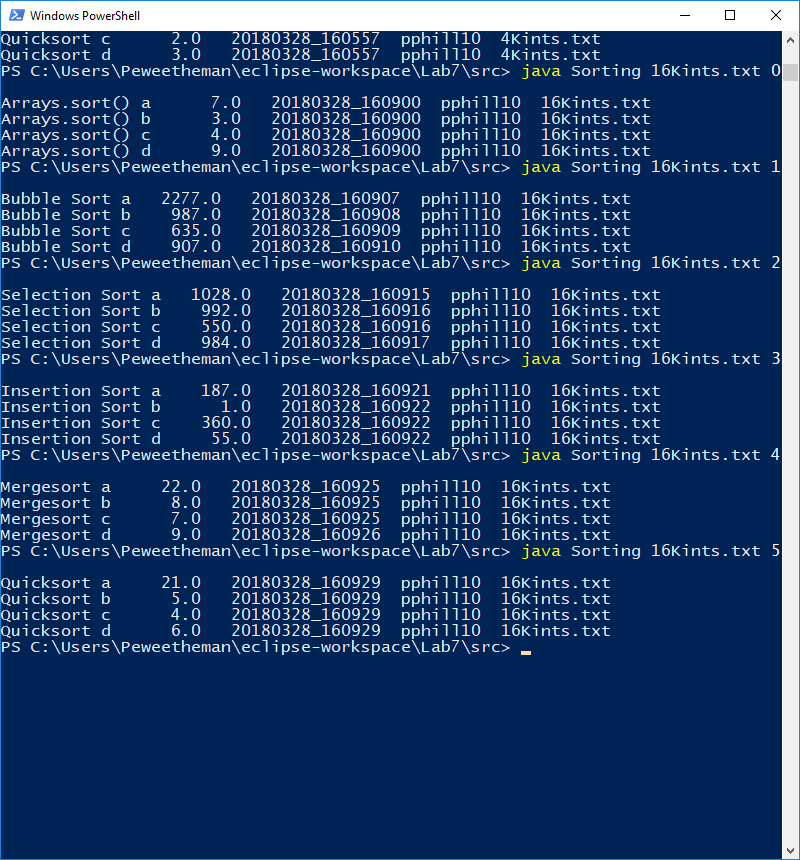 Windows PowerShell
Quicksort c      2.0   20180328_160557  pphill10  4Kints.txt
Quicksort d      3.0   20180328_160557  pphill10  4Kints.txt
PS C:\Users\Peweetheman\eclipse-workspace\Lab7\src> java Sorting 16Kints.txt 0
Arrays.sort() a      7.0   20180328_160900  pphill10  16Kints.txt
Arrays.sort() b      3.0   20180328_160900  pphill10  16Kints.txt
Arrays.sort() c      4.0   20180328_160900  pphill10  16Kints.txt
Arrays.sort() d      9.0   20180328_160900  pphill10  16Kints.txt
PS C:\Users\Peweetheman\eclipse-workspace\Lab7\src> java Sorting 16Kints.txt 1
Bubble Sort a   2277.0   20180328_160907  pphill10  16Kints.txt
Bubble Sort b    987.0   20180328_160908  pphill10  16Kints.txt
Bubble Sort c    635.0   20180328_160909  pphill10  16Kints.txt
Bubble Sort d    907.0   20180328_160910  pphill10  16Kints.txt
PS C:\Users\Peweetheman\eclipse-workspace\Lab7\src> java Sorting 16Kints.txt 2
Selection Sort a   1028.0   20180328_160915  pphill10  16Kints.txt
Selection Sort b    992.0   20180328_160916  pphill10  16Kints.txt
Selection Sort c    550.0   20180328_160916  pphill10  16Kints.txt
Selection Sort d    984.0   20180328_160917  pphill10  16Kints.txt
PS C:\Users\Peweetheman\eclipse-workspace\Lab7\src> java Sorting 16Kints.txt 3
Insertion Sort a    187.0   20180328_160921  pphill10  16Kints.txt
Insertion Sort b      1.0   20180328_160922  pphill10  16Kints.txt
Insertion Sort c    360.0   20180328_160922  pphill10  16Kints.txt
Insertion Sort d     55.0   20180328_160922  pphill10  16Kints.txt
PS C:\Users\Peweetheman\eclipse-workspace\Lab7\src> java Sorting 16Kints.txt 4
Mergesort a     22.0   20180328_160925  pphill10  16Kints.txt
Mergesort b      8.0   20180328_160925  pphill10  16Kints.txt
Mergesort c      7.0   20180328_160925  pphill10  16Kints.txt
Mergesort d      9.0   20180328_160926  pphill10  16Kints.txt
PS C:\Users\Peweetheman\eclipse-workspace\Lab7\src> java Sorting 16Kints.txt 5
Quicksort a     21.0   20180328_160929  pphill10  16Kints.txt
Quicksort b      5.0   20180328_160929  pphill10  16Kints.txt
Quicksort c      4.0   20180328_160929  pphill10  16Kints.txt
Quicksort d      6.0   20180328_160929  pphill10  16Kints.txt
PS C:\Users\Peweetheman\eclipse-workspace\Lab7\src>